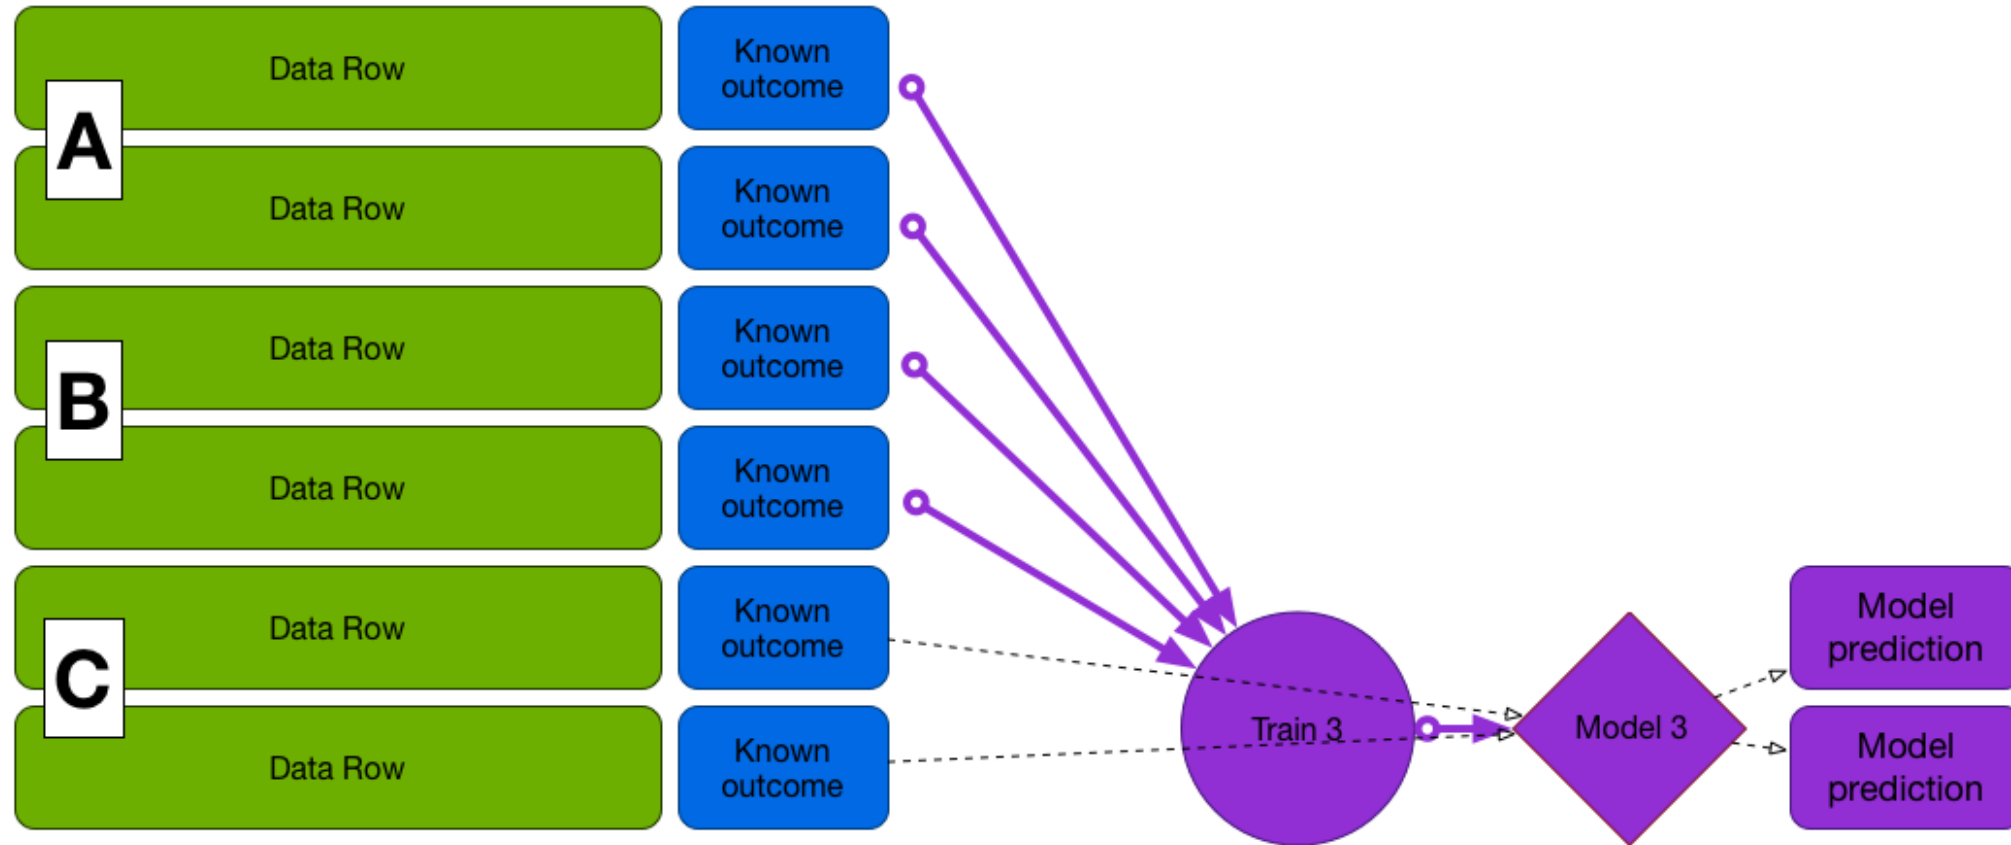 Data Row
Known
outcome
A
Data Row
Known
outcome
Data Row
Known
outcome
B
Data Row
Known
outcome
Data Row
Known
outcome
C
Data Row
Known
outcome
Train 3
Model 3
Model
prediction
Model
prediction